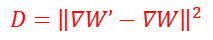 D = ‖∇W' − ∇W‖²